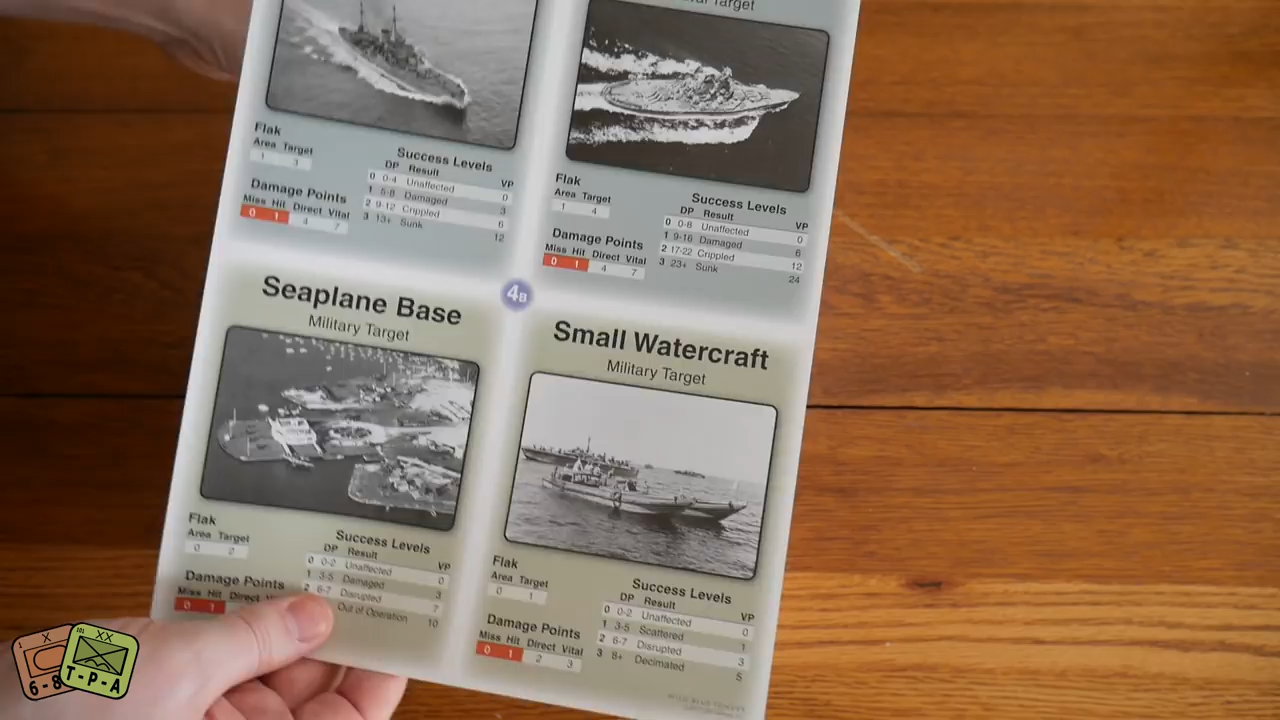 Naval Target
Flak
Area Target
1 3
Success Levels
DP Result VP
0 0-4 Unaffected 0
1 5-8 Damaged 3
2 9-12 Crippled 6
3 13+ Sunk 12
Damage Points
Miss Hit Direct Vital
0 1 4 7
Flak
Area Target
1 4
Success Levels
DP Result VP
0 0-8 Unaffected 0
1 9-16 Damaged 6
2 17-22 Crippled 12
3 23+ Sunk 24
Damage Points
Miss Hit Direct Vital
0 1 4 7
4B
Seaplane Base
Military Target
Flak
Area Target
0 2
Success Levels
DP Result VP
0 0-2 Unaffected 0
1 3-5 Damaged 3
2 6-7 Disrupted 7
Out of Operation 10
Damage Points
Miss Hit Direct Vital
0 1
Small Watercraft
Military Target
Flak
Area Target
0 1
Success Levels
DP Result VP
0 0-2 Unaffected 0
1 3-5 Scattered 1
2 6-7 Disrupted 3
3 8+ Decimated 5
Damage Points
Miss Hit Direct Vital
0 1 2 3
X
6-8
101 XX
T-P-A